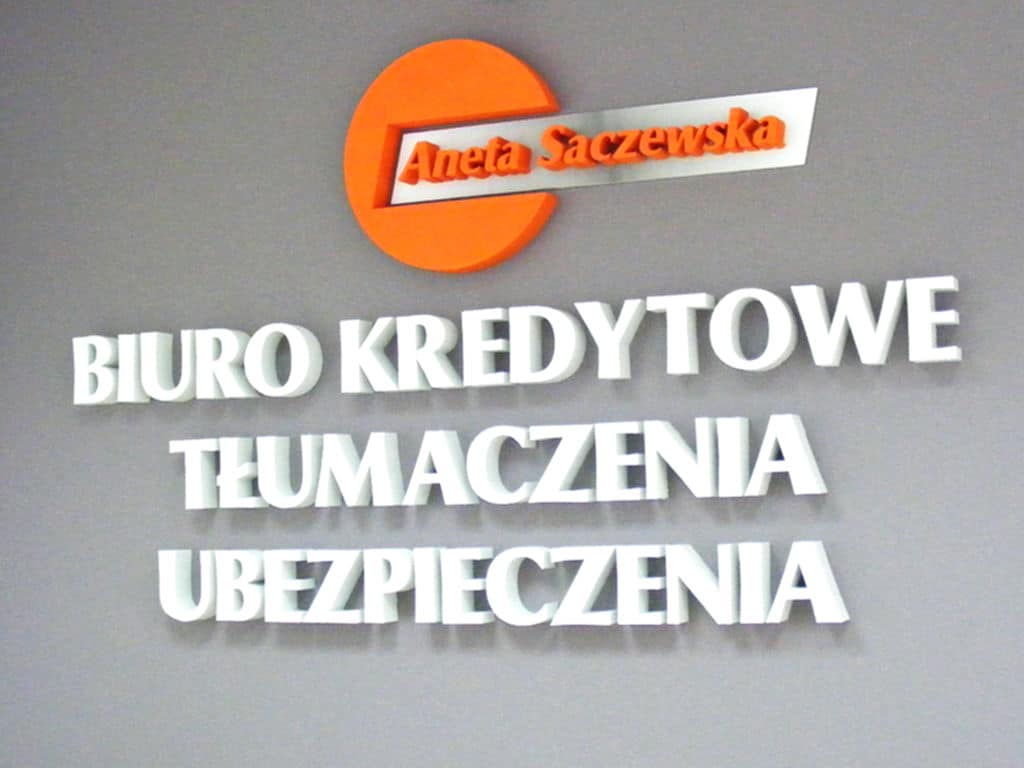 Aneta Saczewska
BIURO KREDYTOWE
TŁUMACZENIA
UBEZPIECZENIA